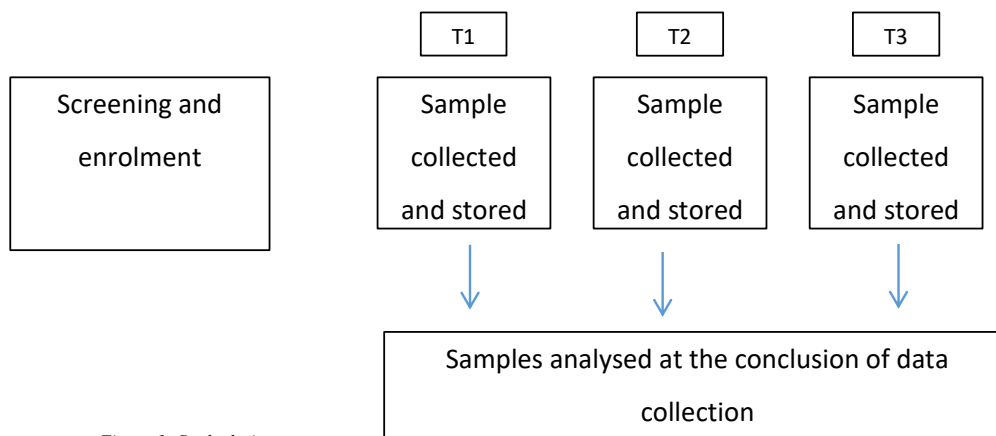 T1
T2
T3
Screening and
enrolment
Sample
collected
and stored
Sample
collected
and stored
Sample
collected
and stored
Samples analysed at the conclusion of data
collection